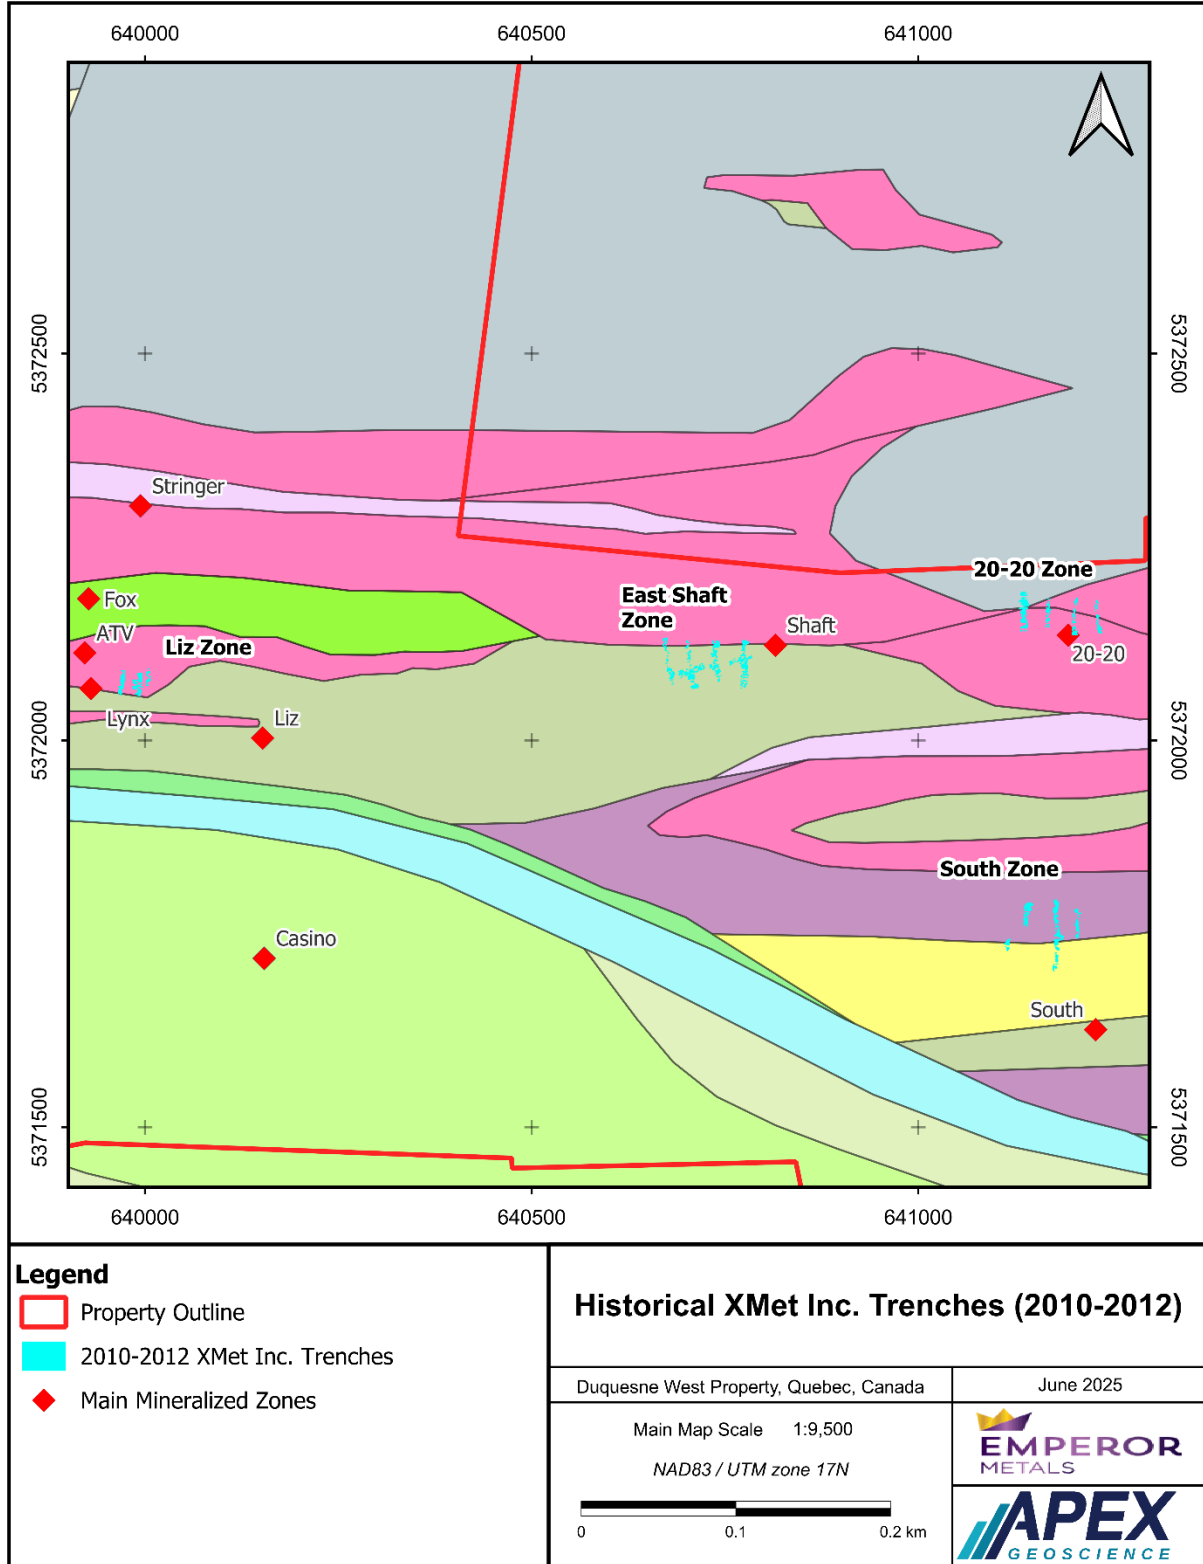 640000 640500 641000
5372500 5372500
Stringer
20-20 Zone
East Shaft
Zone
Fox
Shaft
ATV
Liz Zone
20-20
Lynx
Liz
5372000 5372000
South Zone
Casino
South
5371500 5371500
640000 640500 641000
Legend
Property Outline
2010-2012 XMet Inc. Trenches
Main Mineralized Zones
Historical XMet Inc. Trenches (2010-2012)
Duquesne West Property, Quebec, Canada
June 2025
Main Map Scale 1:9,500
NAD83 / UTM zone 17N
0 0.1 0.2 km
EMPEROR
METALS
APEX
GEOSCIENCE